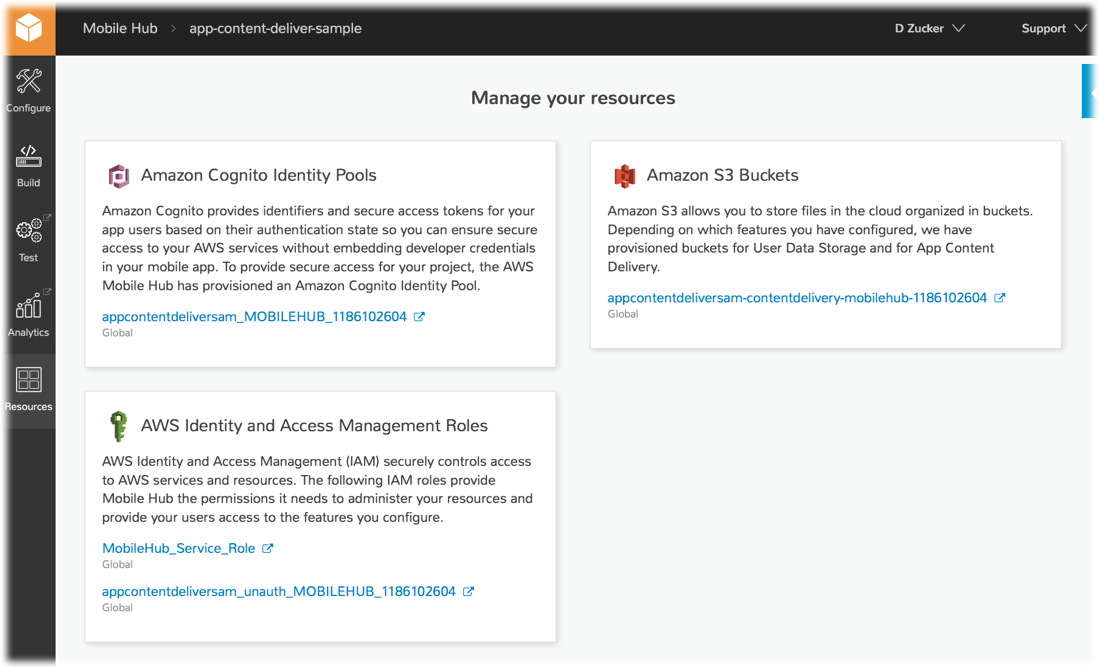 Mobile Hub > app-content-deliver-sample
D Zucker
Support
Configure
Build
Test
Analytics
Resources
Manage your resources
Amazon Cognito Identity Pools
Amazon Cognito provides identifiers and secure access tokens for your
app users based on their authentication state so you can ensure secure
access to your AWS services without embedding developer credentials
in your mobile app. To provide secure access for your project, the AWS
Mobile Hub has provisioned an Amazon Cognito Identity Pool.
appcontentdeliversam_MOBILEHUB_1186102604
Global
Amazon S3 Buckets
Amazon S3 allows you to store files in the cloud organized in buckets.
Depending on which features you have configured, we have
provisioned buckets for User Data Storage and for App Content
Delivery.
appcontentdeliversam-contentdelivery-mobilehub-1186102604
Global
AWS Identity and Access Management Roles
AWS Identity and Access Management (IAM) securely controls access
to AWS services and resources. The following IAM roles provide
Mobile Hub the permissions it needs to administer your resources and
provide your users access to the features you configure.
MobileHub_Service_Role
Global
appcontentdeliversam_unauth_MOBILEHUB_1186102604
Global